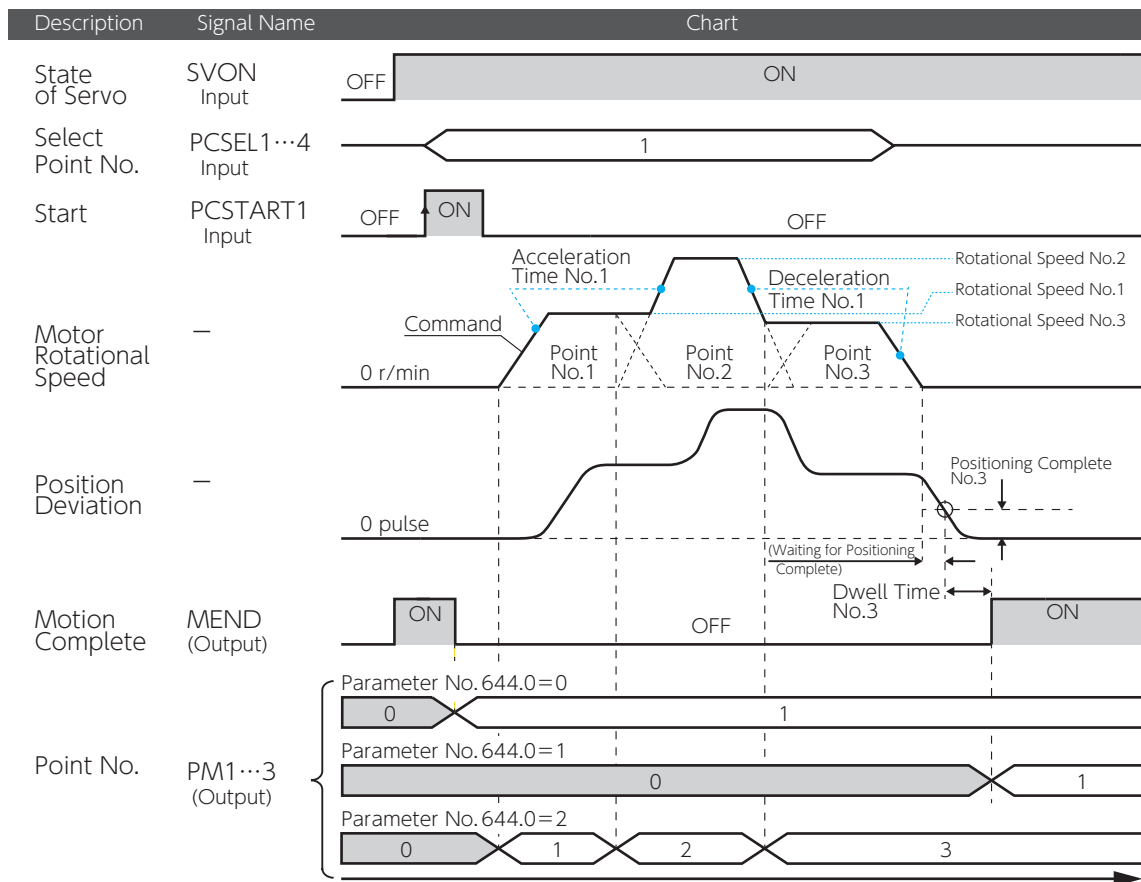 Description Signal Name Chart
State
of Servo
SVON
Input
OFF
ON
Select
Point No.
PCSEL1…4
Input
1
Start
PCSTART1
Input
OFF
ON
OFF
Acceleration
Time No.1
Deceleration
Time No.1
Rotational Speed No.2
Rotational Speed No.1
Rotational Speed No.3
Motor
Rotational
Speed
–
Command
0 r/min
Point
No.1
Point
No.2
Point
No.3
Position
Deviation
–
0 pulse
Positioning Complete
No.3
(Waiting for Positioning
Complete)
Dwell Time
No.3
Motion
Complete
MEND
(Output)
ON
OFF
ON
Point No.
PM1…3
(Output)
Parameter No. 644.0=0
0
1
Parameter No. 644.0=1
0
1
Parameter No. 644.0=2
0
1
2
3